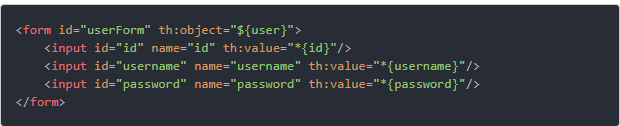 <form id="userForm" th:object="${user}">
<input id="id" name="id" th:value="*{id}"/>
<input id="username" name="username" th:value="*{username}"/>
<input id="password" name="password" th:value="*{password}"/>
</form>